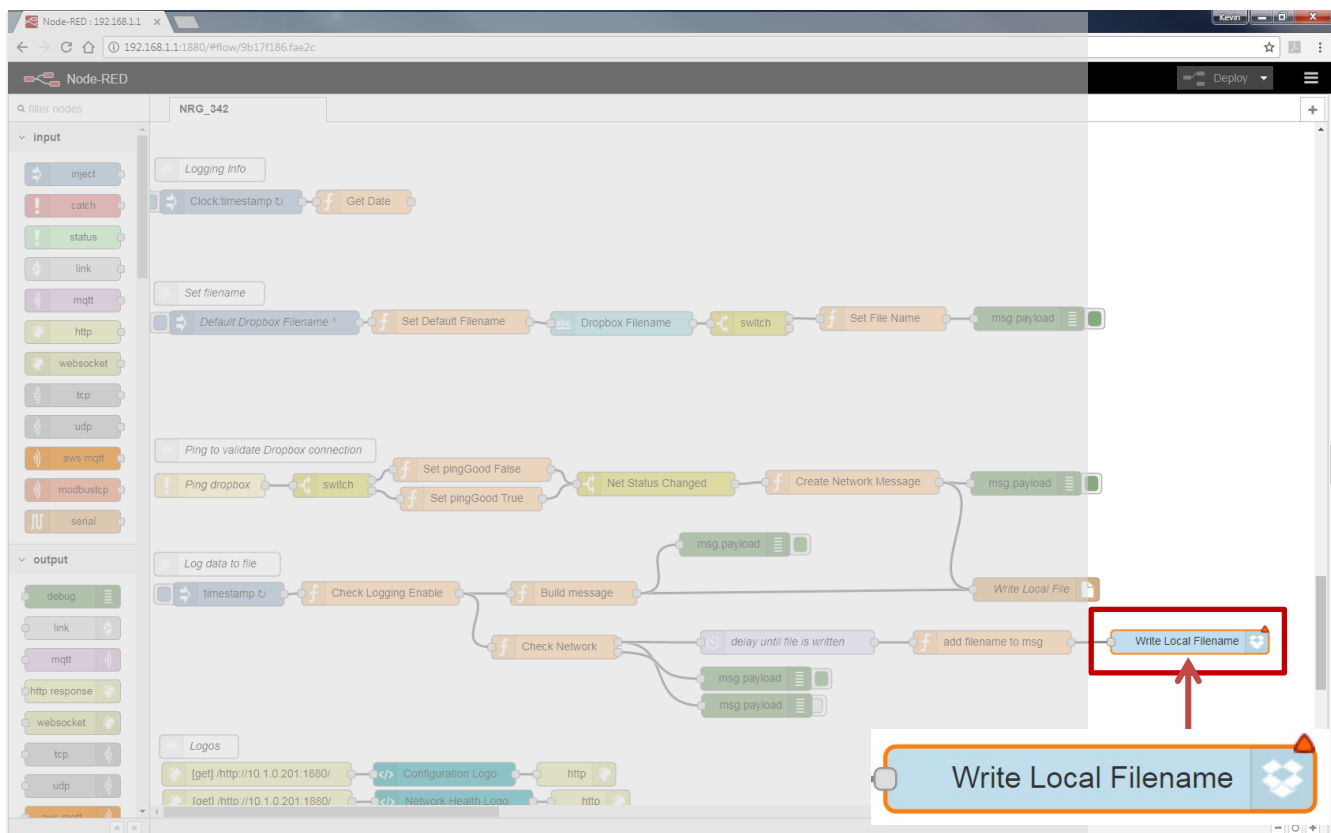 Node-RED : 192.168.1.1
Kevin
192.168.1.1:1880/#flow/9b17f186.fae2c
Node-RED
Deploy
filter nodes
NRG_342
input
inject
catch
status
link
mqtt
http
websocket
tcp
udp
aws mqtt
modbustcp
serial
output
debug
link
mqtt
http response
websocket
tcp
udp
aws mqtt
Logging Info
Clock:timestamp ↻
Get Date
Set filename
Default Dropbox Filename ¹
Set Default Filename
abc
Dropbox Filename
switch
Set File Name
msg.payload
Ping to validate Dropbox connection
Ping dropbox
switch
Set pingGood False
Set pingGood True
Net Status Changed
Create Network Message
msg.payload
msg.payload
Log data to file
timestamp ↻
Check Logging Enable
Build message
Write Local File
Check Network
delay until file is written
add filename to msg
Write Local Filename
msg.payload
msg.payload
Logos
[get] /http://10.1.0.201:1880/
Configuration Logo
http
[get] /http://10.1.0.201:1880/
Network Health Logo
http
Write Local Filename